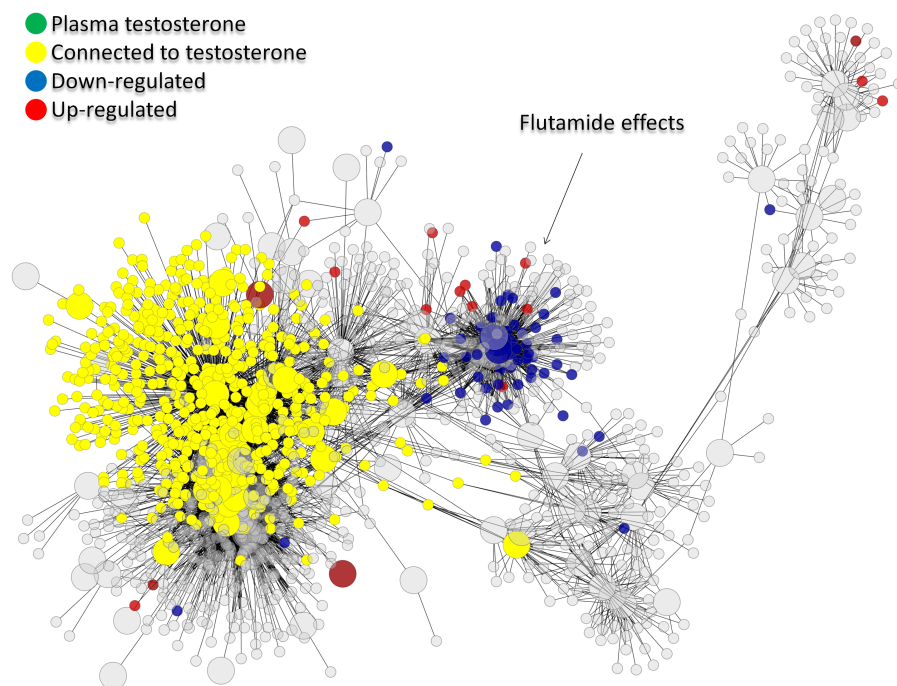 Plasma testosterone
Connected to testosterone
Down-regulated
Up-regulated
Flutamide effects